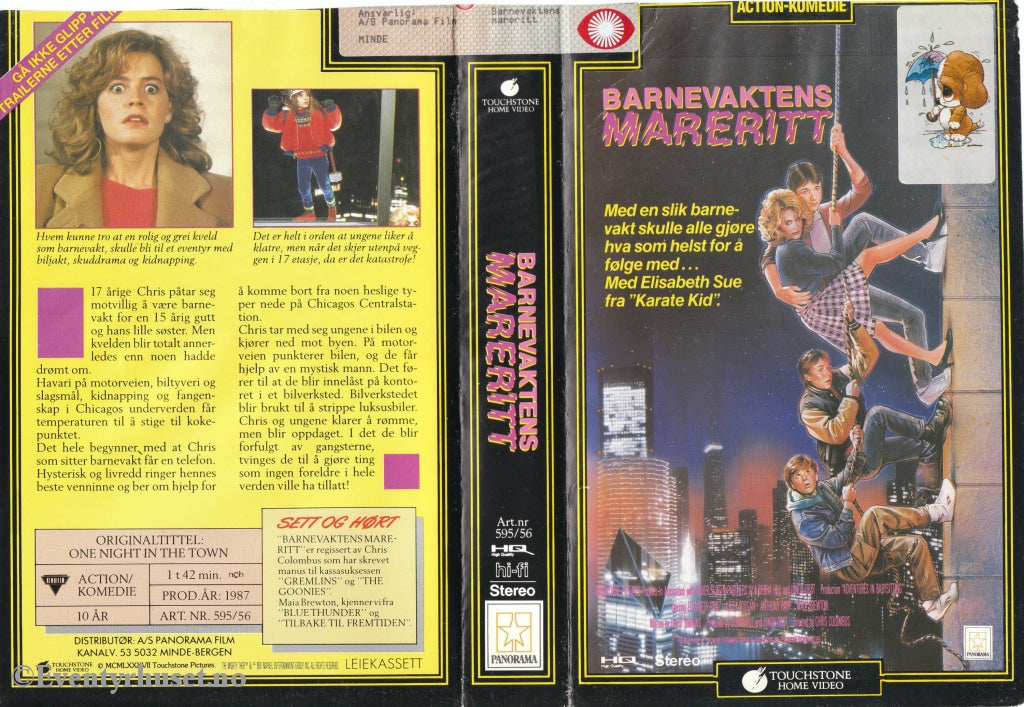 GÅ IKKE GLIPP A
TRAILERNE ETTER FILM
Hvem kunne tro at en rolig og grei kveld
som barnevakt, skulle bli til et eventyr med
biljakt, skuddrama og kidnapping.
Det er helt i orden at ungene liker å
klatre, men når det skjer utenpå veg-
gen i 17 etasje, da er det katastrofe!
17 årige Chris påtar seg
motvillig å være barne-
vakt for en 15 årig gutt
og hans lille søster. Men
kvelden blir totalt anner-
ledes enn noen hadde
drømt om.
Havari på motorveien, biltyveri og
slagsmål, kidnapping og fangen-
skap i Chicagos underverden får
temperaturen til å stige til koke-
punktet.
Det hele begynner med at Chris
som sitter barnevakt får en telefon.
Hysterisk og livredd ringer hennes
beste venninne og ber om hjelp for
å komme bort fra noen heslige ty-
per nede på Chicagos Centralsta-
tion.
Chris tar med seg ungene i bilen og
kjører ned mot byen. På motor-
veien punkterer bilen, og de får
hjelp av en mystisk mann. Det fø-
rer til at de blir innelåst på konto-
ret i et bilverksted. Bilverkstedet
blir brukt til å strippe luksusbiler.
Chris og ungene klarer å rømme,
men blir oppdaget. I det de blir
forfulgt av gangsterne,
tvinges de til å gjøre ting
som ingen foreldre i hele
verden ville ha tillatt!
ORIGINALTITTEL:
ONE NIGHT IN THE TOWN
ACTION/
KOMEDIE
1 t 42 min. nch
PROD.ÅR: 1987
10 ÅR
ART. NR. 595/56
SETT OG HØRT
"BARNEVAKTENS MARE-
RITT" er regissert av Chris
Colombus som har skrevet
manus til kassasuksessen
"GREMLINS" og "THE
GOONIES".
Maia Brewton, kjenner vi fra
"BLUE THUNDER" og
"TILBAKE TIL FREMTIDEN".
DISTRIBUTØR: A/S PANORAMA FILM
KANALV. 53 5032 MINDE-BERGEN
TOUCHSTONE
HOME VIDEO
© MCMLXXXVII Touchstone Pictures.
LEIEKASSETT
© Eventyrhuset.no
Ansvarlig:
A/S Panorama Film
MINDE
Barnevaktens
mareritt
TOUCHSTONE
HOME VIDEO
BARNEVAKTENS
MARERITT
Art.nr
595/56
HQ
High Quality
hi-fi
Stereo
PANORAMA
ACTION-KOMEDIE
BARNEVAKTENS
MARERITT
Med en slik barne-
vakt skulle alle gjøre
hva som helst for å
følge med...
Med Elisabeth Sue
fra "Karate Kid".
Production "ADVENTURES IN BABYSITTING"
CHRIS COLUMBUS
HQ
High Quality
Stereo
PANORAMA
TOUCHSTONE
HOME VIDEO